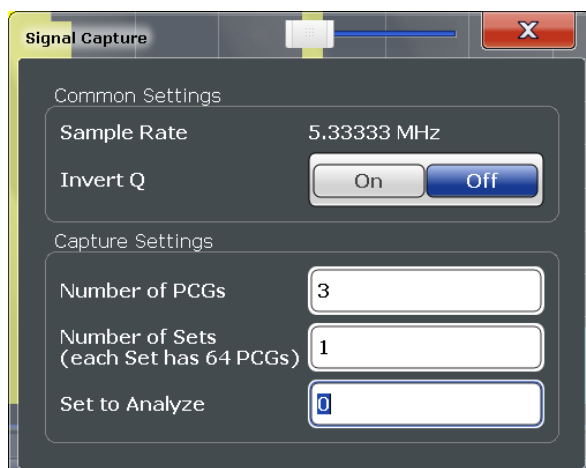 Signal Capture
X
Common Settings
Sample Rate 5.33333 MHz
Invert Q On Off
Capture Settings
Number of PCGs 3
Number of Sets
(each Set has 64 PCGs) 1
Set to Analyze 0